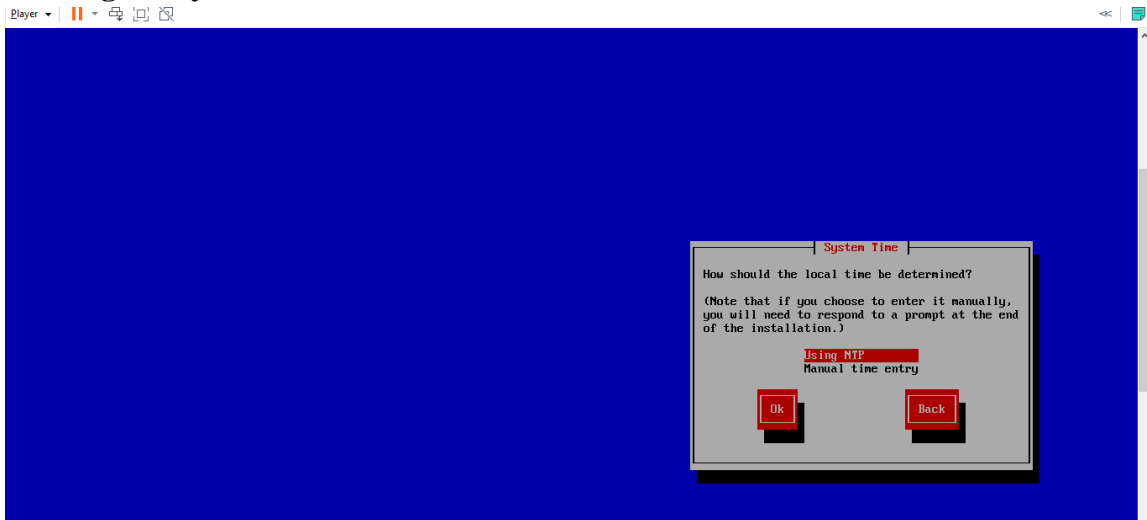 Player
<<
System Time
How should the local time be determined?
(Note that if you choose to enter it manually,
you will need to respond to a prompt at the end
of the installation.)
Using NTP
Manual time entry
Ok
Back